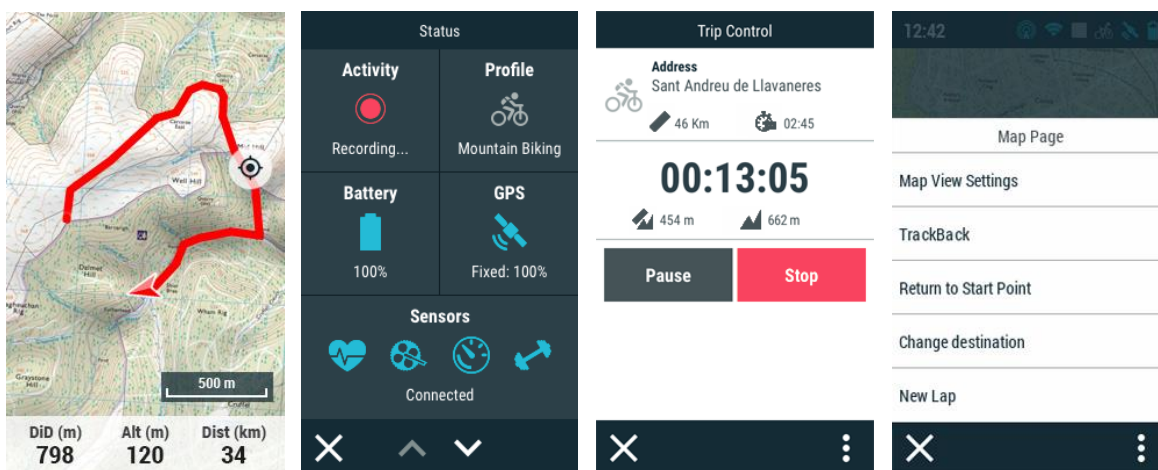 Well Hill
Wham Rig
500 m
DiD (m)
Alt (m)
Dist (km)
798
120
34
Status
Activity
Profile
Recording...
Mountain Biking
Battery
GPS
100%
Fixed: 100%
Sensors
Connected
Trip Control
Address
Sant Andreu de Llavaneres
46 Km
02:45
00:13:05
454 m
662 m
Pause
Stop
12:42
Map Page
Map View Settings
TrackBack
Return to Start Point
Change destination
New Lap